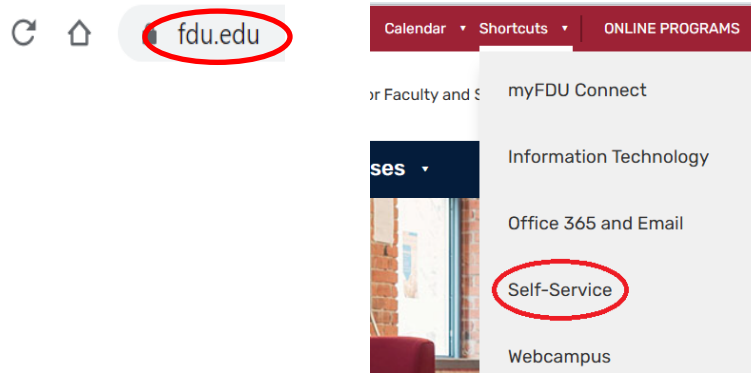 fdu.edu
Calendar Shortcuts ONLINE PROGRAMS
or Faculty and S
myFDU Connect
Information Technology
ses
Office 365 and Email
Self-Service
Webcampus